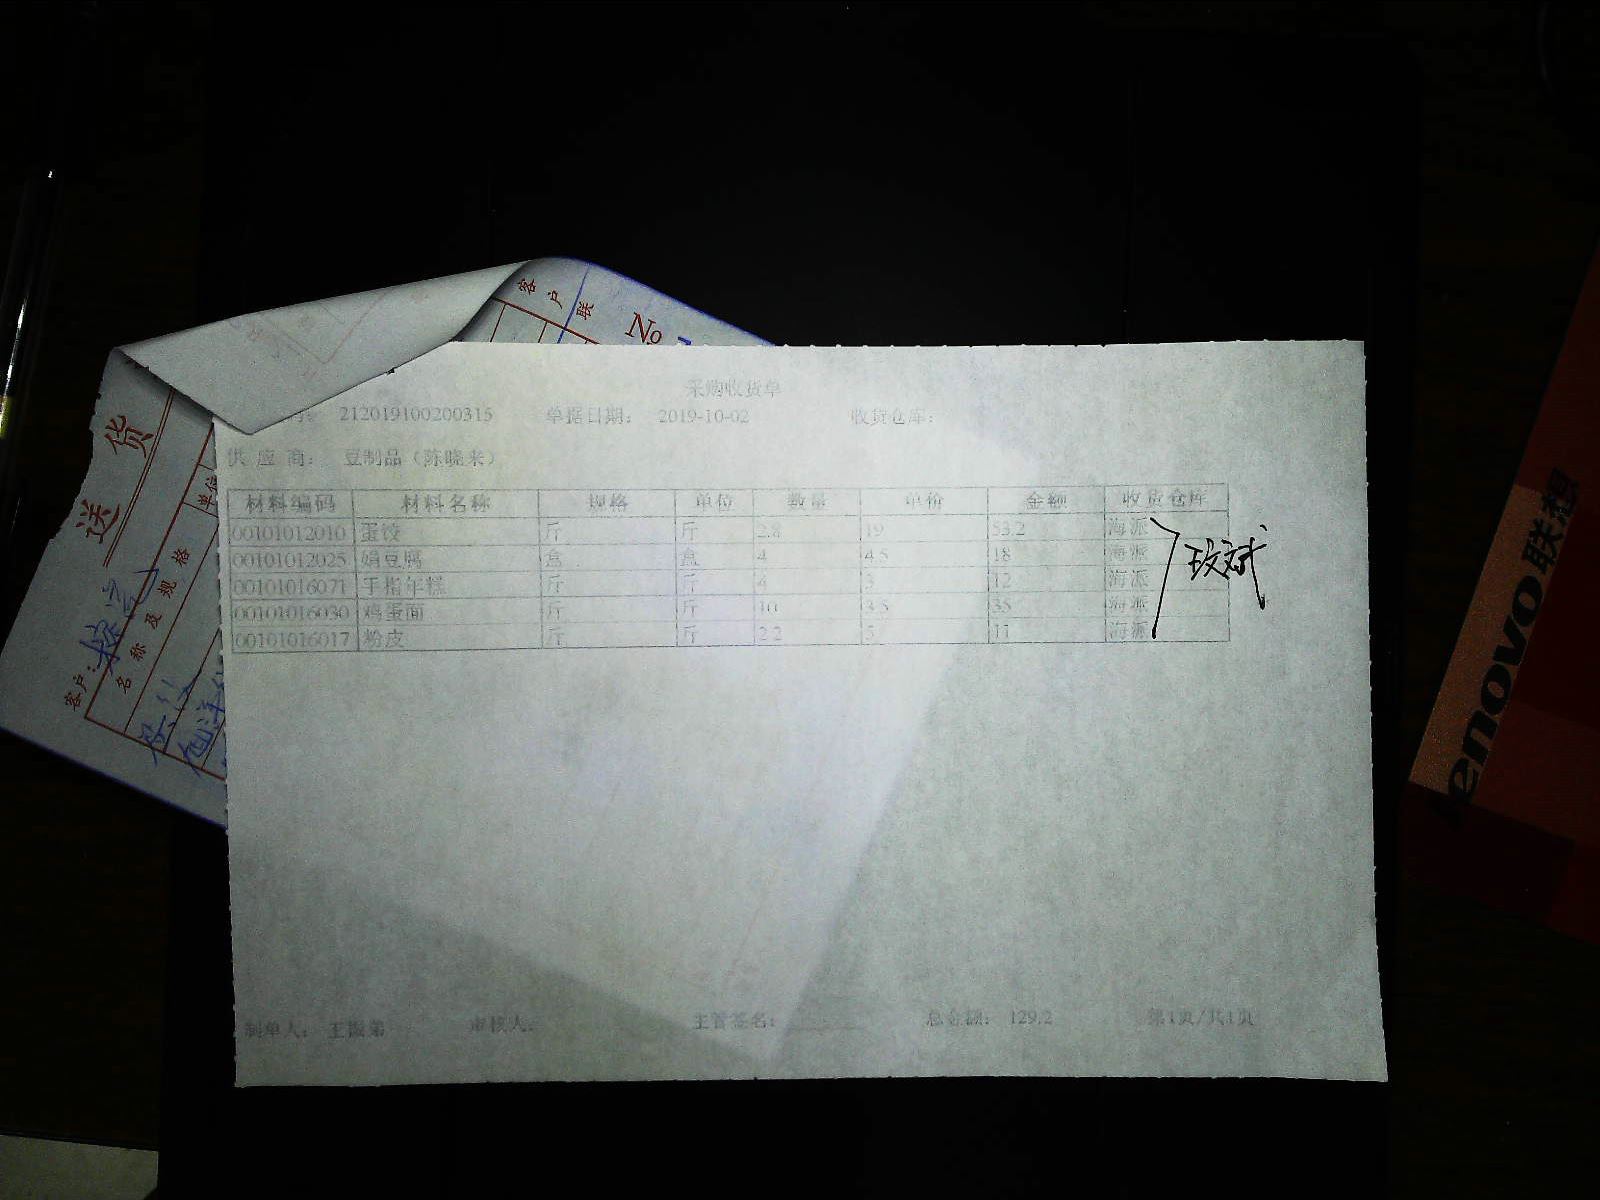 采购收货单
212019100200315 单据日期: 2019-10-02 收货仓库:
供 应 商: 豆制品(陈晓来)
材料编码 材料名称 规格 单位 数量 单价 金额 收货仓库
00101012010 蛋饺 斤 斤 2.8 19 53.2 海派
00101012025 娟豆腐 盒 盒 4 4.5 18 海派
00101016071 手指年糕 斤 斤 4 3 12 海派
00101016030 鸡蛋面 斤 斤 10 3.5 35 海派
00101016017 粉皮 斤 斤 2.2 5 11 海派
制单人: 审核人: 主管签名: 总金额: 129.2 第1页/共1页
客户联
No
送货
单位
客户:
名称及规格
lenovo联想